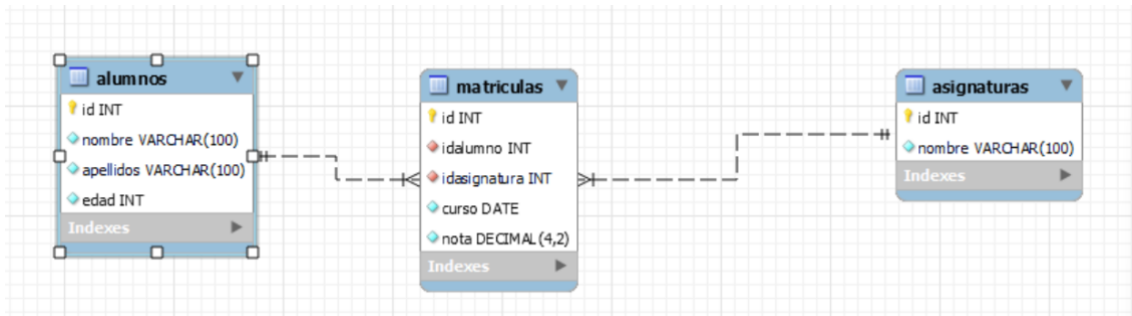 alumnos
id INT
nombre VARCHAR(100)
apellidos VARCHAR(100)
edad INT
Indexes
matriculas
id INT
idalumno INT
idasignatura INT
curso DATE
nota DECIMAL(4,2)
Indexes
asignaturas
id INT
nombre VARCHAR(100)
Indexes